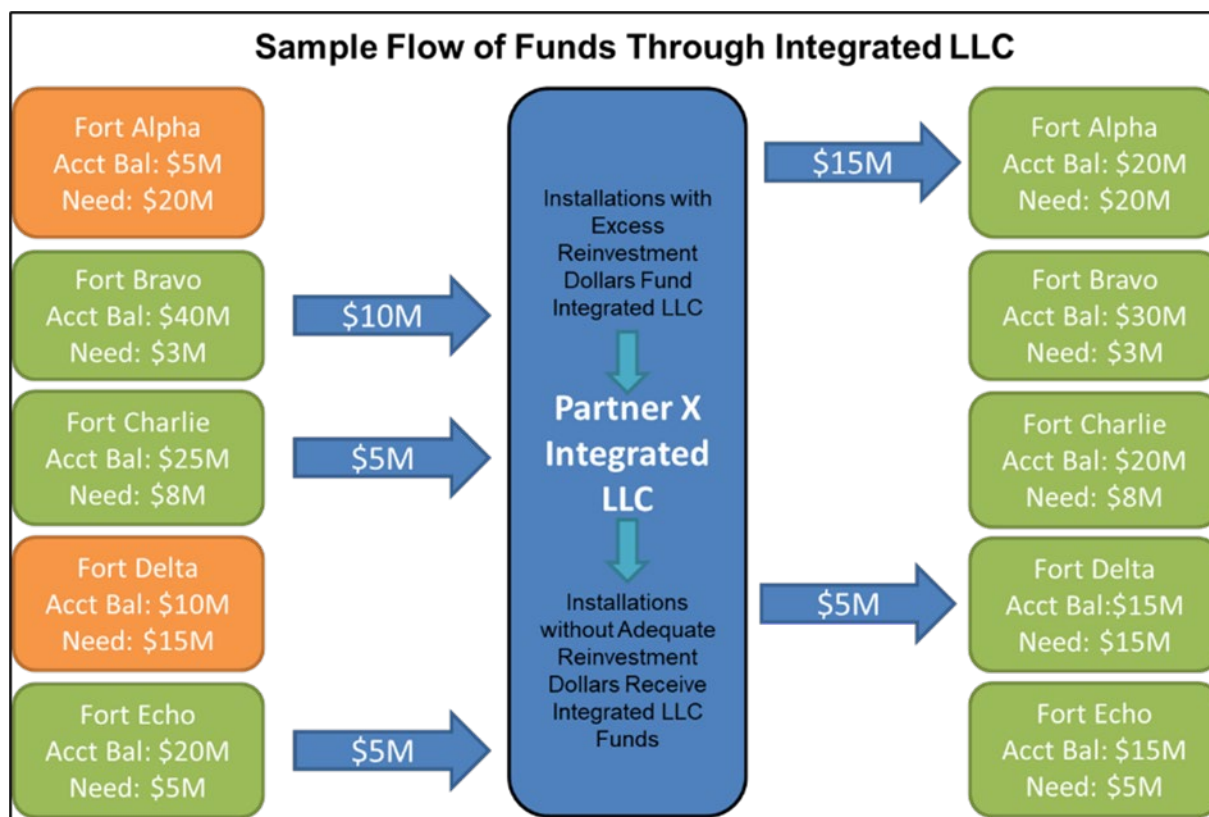 Sample Flow of Funds Through Integrated LLC
Fort Alpha
Acct Bal: $5M
Need: $20M
Fort Bravo
Acct Bal: $40M
Need: $3M
Fort Charlie
Acct Bal: $25M
Need: $8M
Fort Delta
Acct Bal: $10M
Need: $15M
Fort Echo
Acct Bal: $20M
Need: $5M
$10M
$5M
$5M
Installations with
Excess
Reinvestment
Dollars Fund
Integrated LLC
Partner X
Integrated
LLC
Installations
without Adequate
Reinvestment
Dollars Receive
Integrated LLC
Funds
$15M
$5M
Fort Alpha
Acct Bal: $20M
Need: $20M
Fort Bravo
Acct Bal: $30M
Need: $3M
Fort Charlie
Acct Bal: $20M
Need: $8M
Fort Delta
Acct Bal:$15M
Need: $15M
Fort Echo
Acct Bal: $15M
Need: $5M